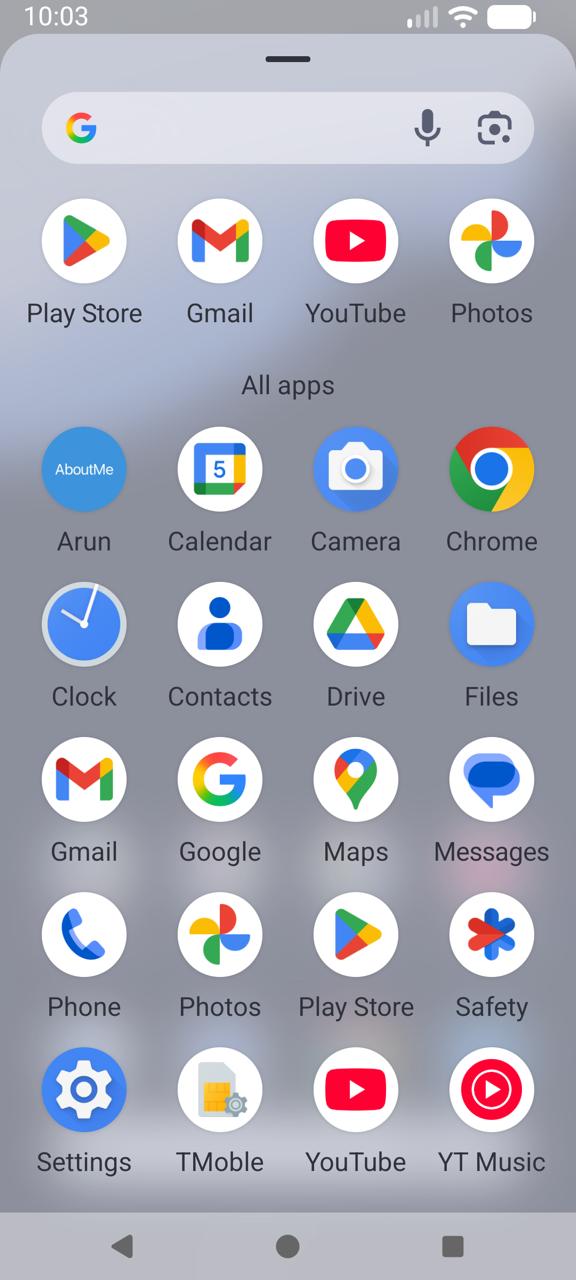 10:03
Play Store Gmail YouTube Photos
All apps
AboutMe 5
Arun Calendar Camera Chrome
Clock Contacts Drive Files
Gmail Google Maps Messages
Phone Photos Play Store Safety
Settings TMoble YouTube YT Music